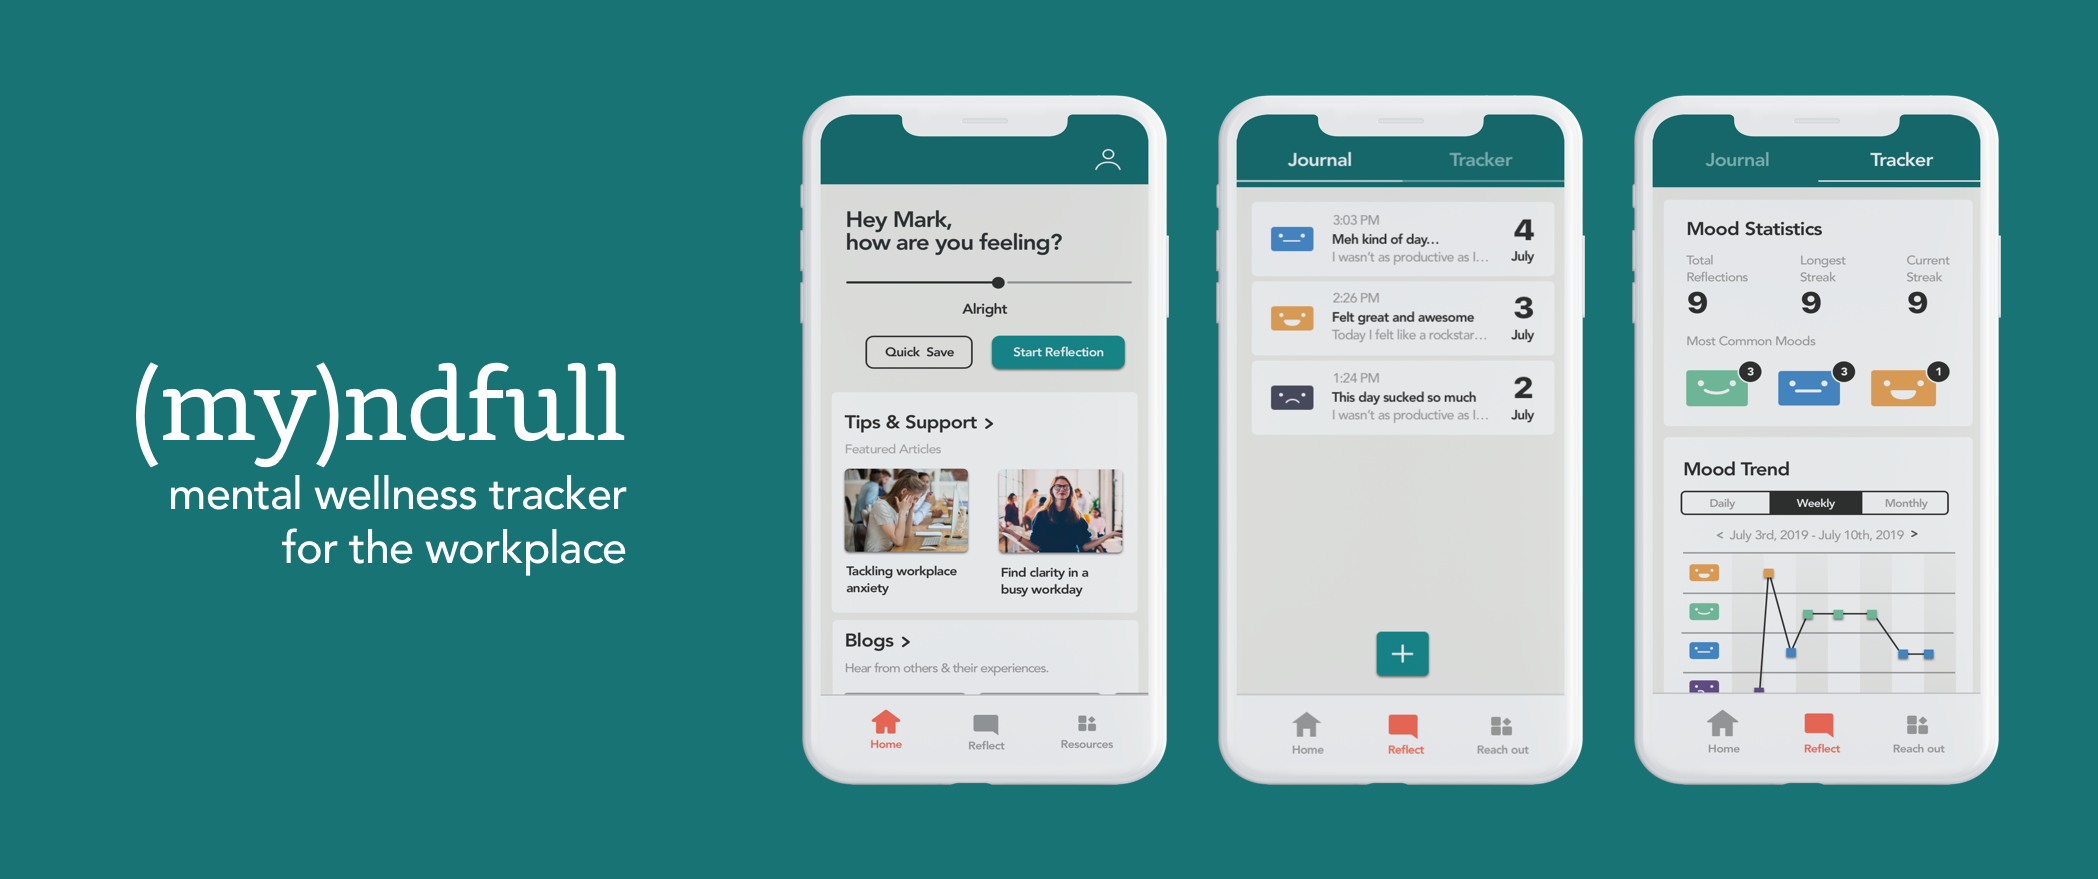 (my)ndfull
mental wellness tracker
for the workplace
Hey Mark,
how are you feeling?
Alright
Quick Save
Start Reflection
Tips & Support >
Featured Articles
Tackling workplace
anxiety
Find clarity in a
busy workday
Blogs >
Hear from others & their experiences.
Home
Reflect
Resources
Journal
Tracker
3:03 PM
Meh kind of day...
I wasn't as productive as I...
4
July
2:26 PM
Felt great and awesome
Today I felt like a rockstar...
3
July
1:24 PM
This day sucked so much
I wasn't as productive as I...
2
July
+
Home
Reflect
Reach out
Journal
Tracker
Mood Statistics
Total
Reflections
9
Longest
Streak
9
Current
Streak
9
Most Common Moods
3
3
1
Mood Trend
Daily
Weekly
Monthly
< July 3rd, 2019 - July 10th, 2019 >
Home
Reflect
Reach out